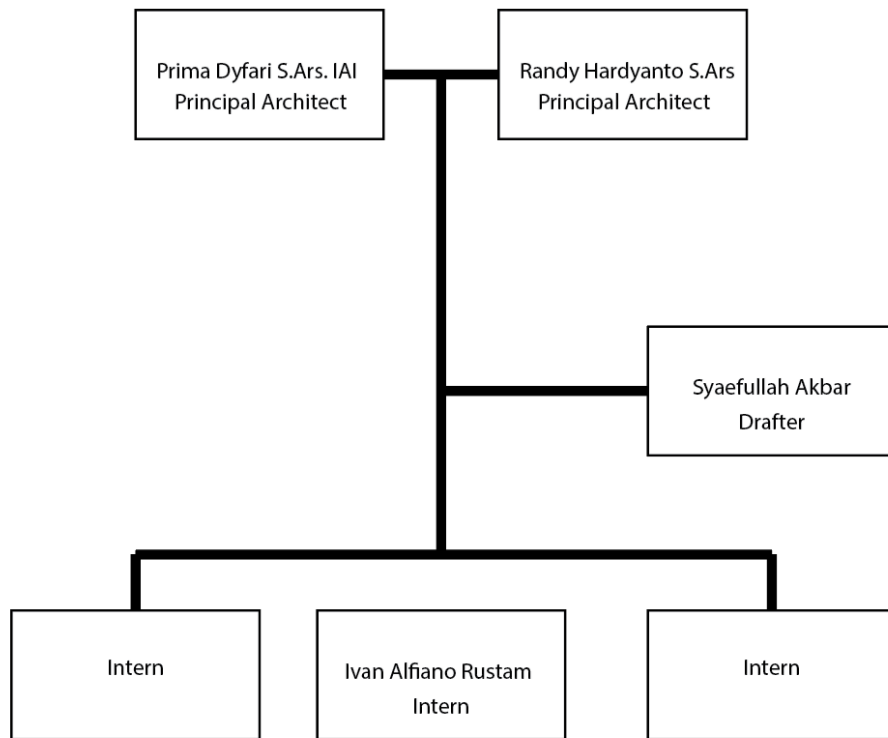 Prima Dyfari S.Ars. IAI
Principal Architect
Randy Hardyanto S.Ars
Principal Architect
Syaefullah Akbar
Drafter
Intern
Ivan Alfiano Rustam
Intern
Intern